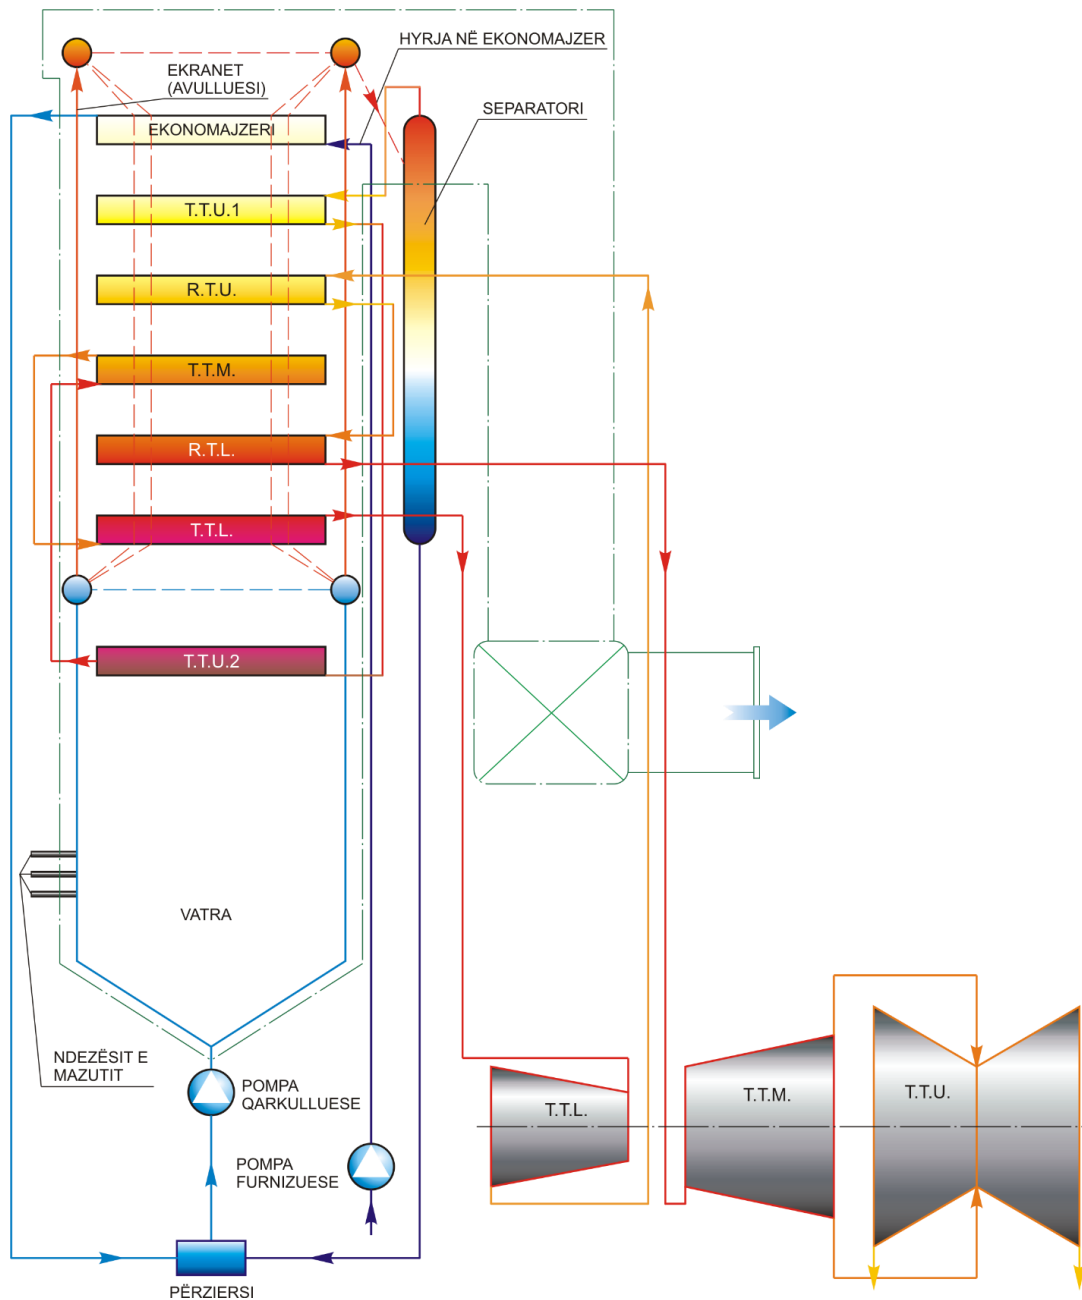 HYRJA NË EKONOMAJZER
EKRANET
(AVULLUESI)
SEPARATORI
EKONOMAJZERI
T.T.U.1
R.T.U.
T.T.M.
R.T.L.
T.T.L.
T.T.U.2
VATRA
NDEZËSIT E
MAZUTIT
POMPA
QARKULLUESE
POMPA
FURNIZUESE
PËRZIERSI
T.T.L.
T.T.M.
T.T.U.